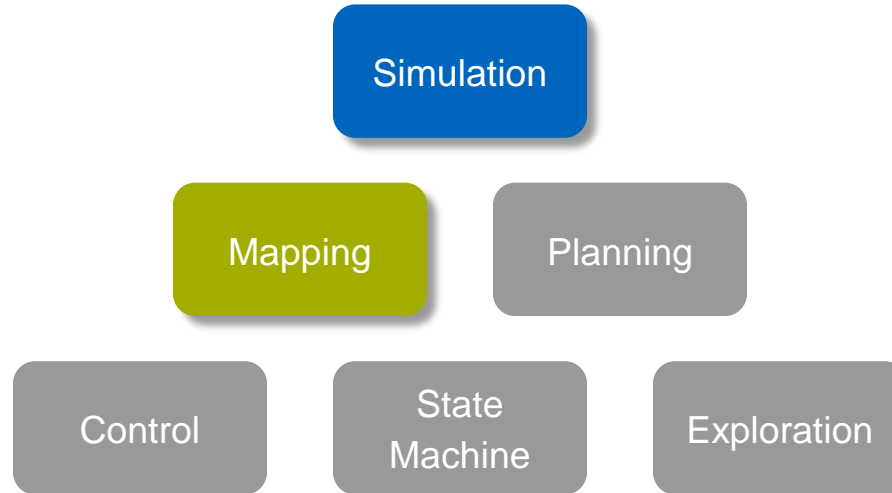 Simulation
Mapping
Planning
Control
State
Machine
Exploration